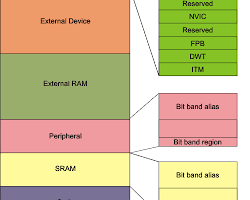 Reserved
NVIC
Reserved
FPB
DWT
ITM
External Device
External RAM
Peripheral
SRAM
Bit band alias
Bit band region
Bit band alias